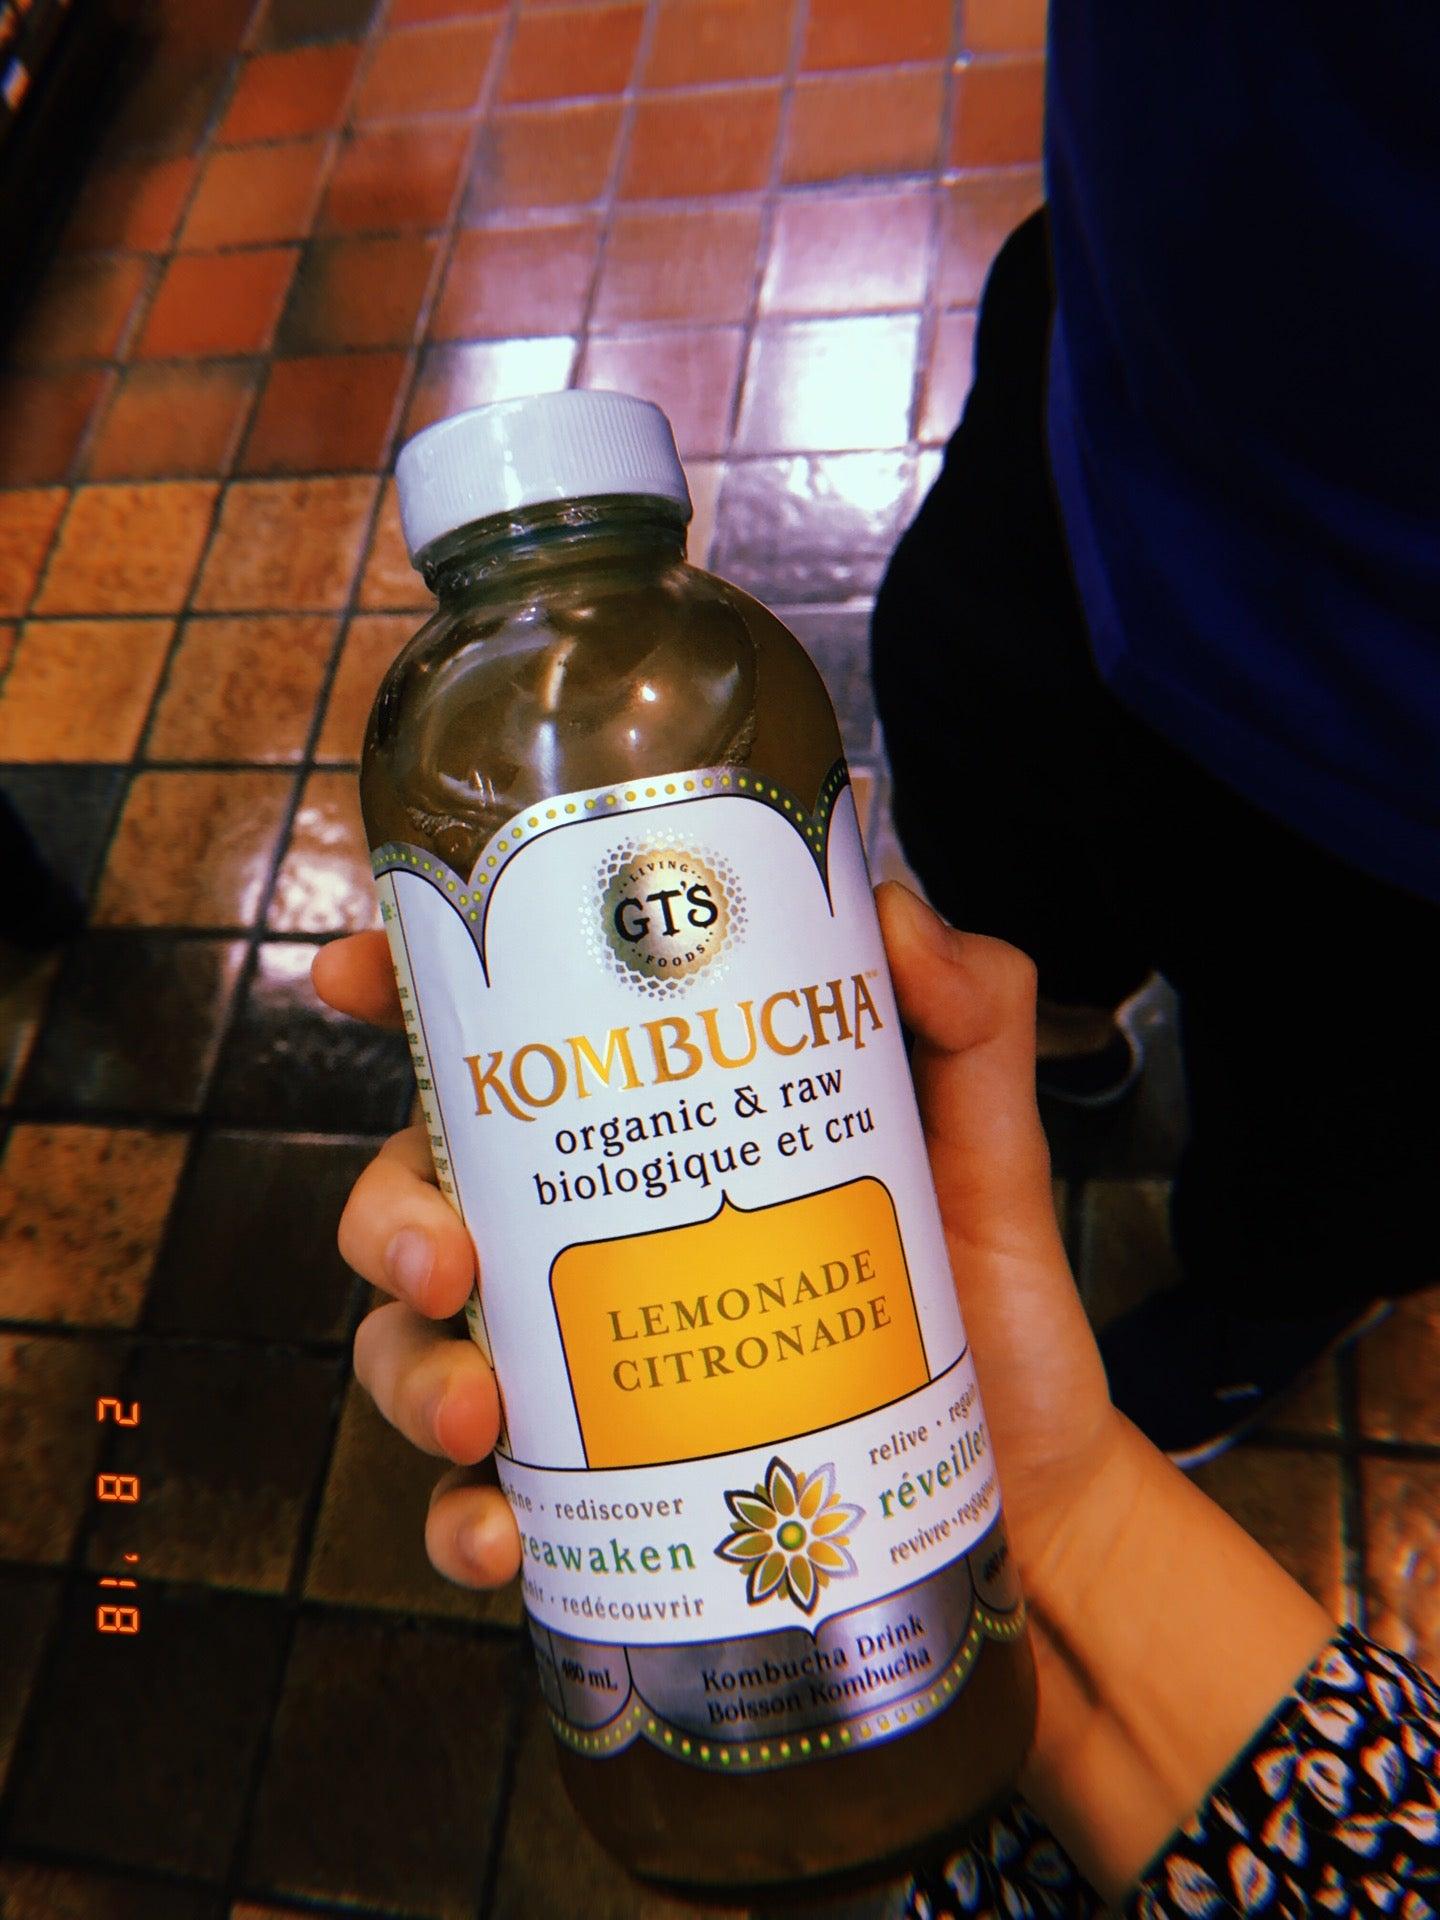 LIVING
GT'S
FOODS
KOMBUCHA™
organic & raw
biologique et cru
LEMONADE
CITRONADE
rediscover
reawaken
redécouvrir
relive •
réveiller
revivre •
480 mL
Kombucha Drink
Boisson Kombucha
2 8 '18